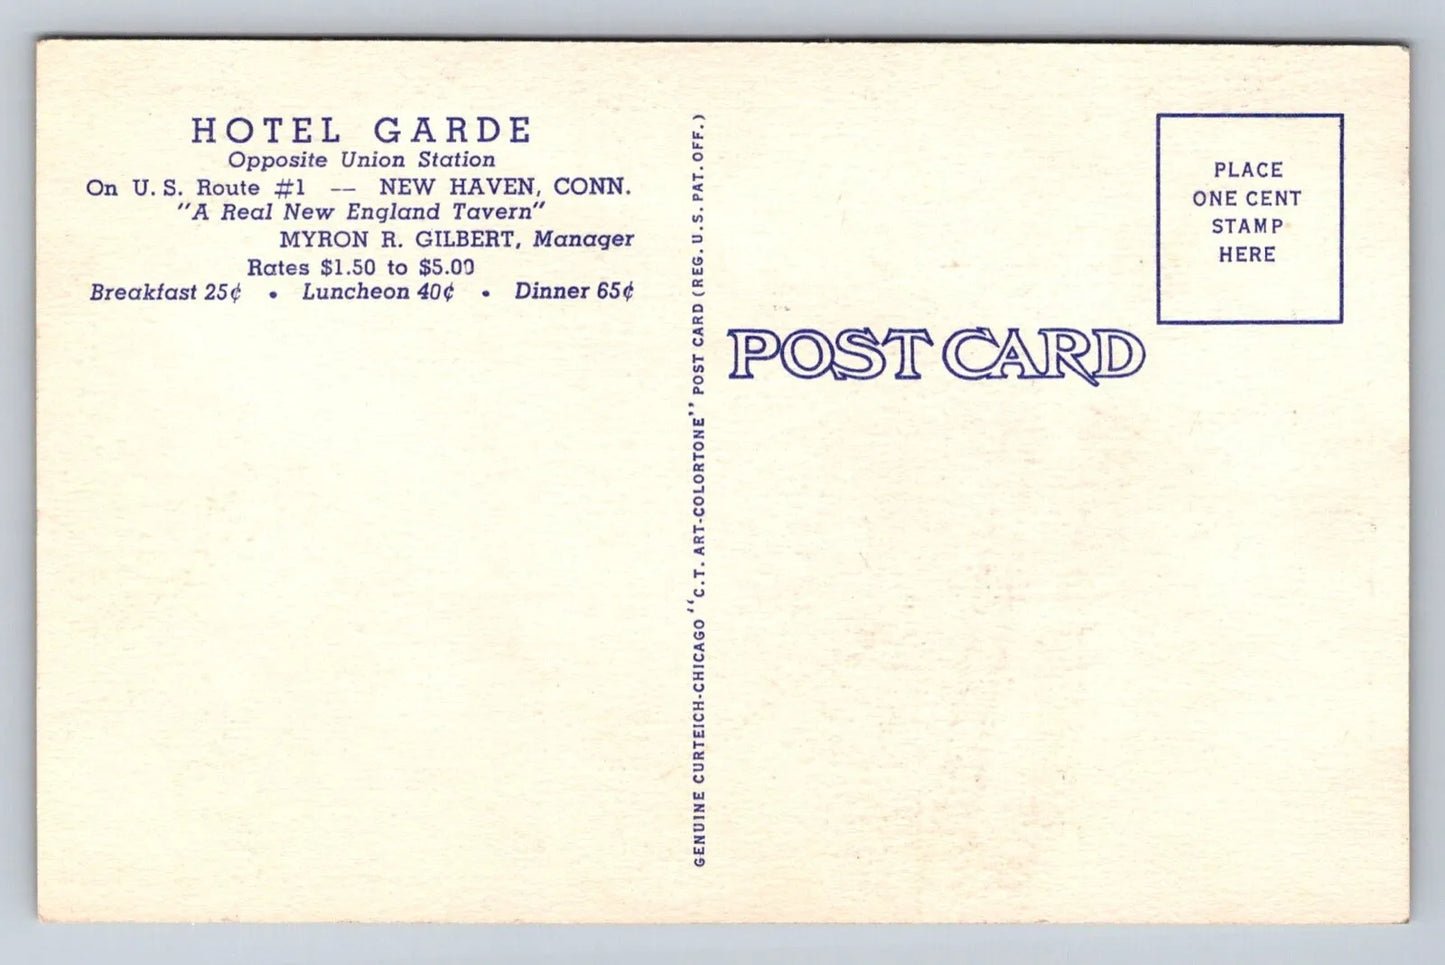 HOTEL GARDE
Opposite Union Station
On U. S. Route #1 -- NEW HAVEN, CONN.
"A Real New England Tavern"
MYRON R. GILBERT, Manager
Rates $1.50 to $5.00
Breakfast 25¢ • Luncheon 40¢ • Dinner 65¢
GENUINE CURTEICH-CHICAGO "C.T. ART-COLORTONE" POST CARD (REG. U.S. PAT. OFF.)
PLACE
ONE CENT
STAMP
HERE
POST CARD